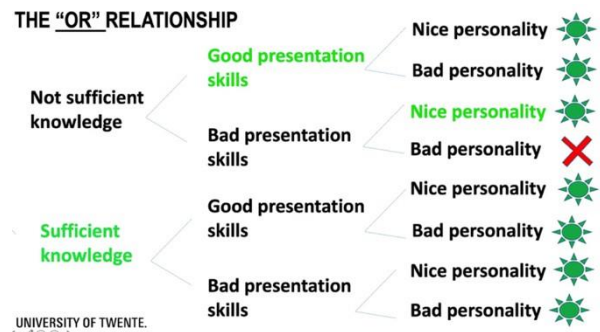 THE "OR" RELATIONSHIP
Nice personality
Good presentation
skills
Bad personality
Not sufficient
knowledge
Nice personality
Bad presentation
skills
Bad personality
Nice personality
Good presentation
skills
Sufficient
knowledge
Bad personality
Nice personality
Bad presentation
skills
Bad personality
UNIVERSITY OF TWENTE.